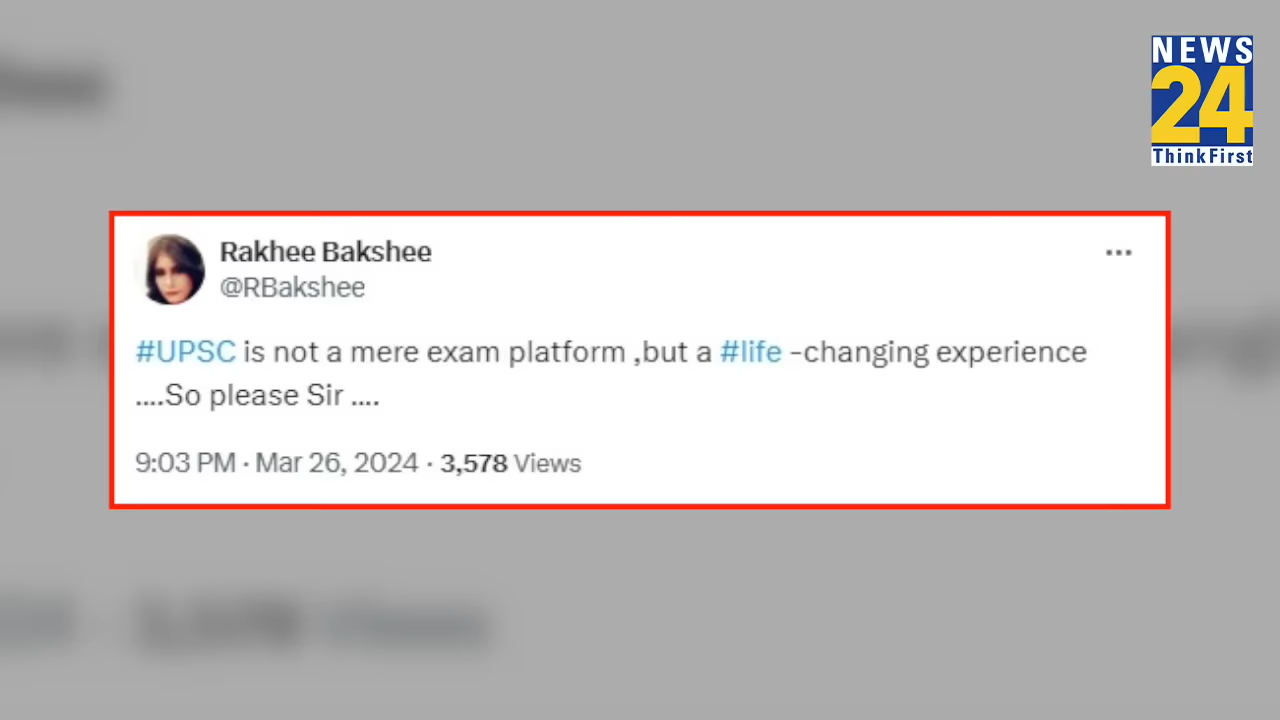 NEWS
24
ThinkFirst
Rakhee Bakshee
@RBakshee
#UPSC is not a mere exam platform ,but a #life -changing experience
....So please Sir ....
9:03 PM · Mar 26, 2024 · 3,578 Views